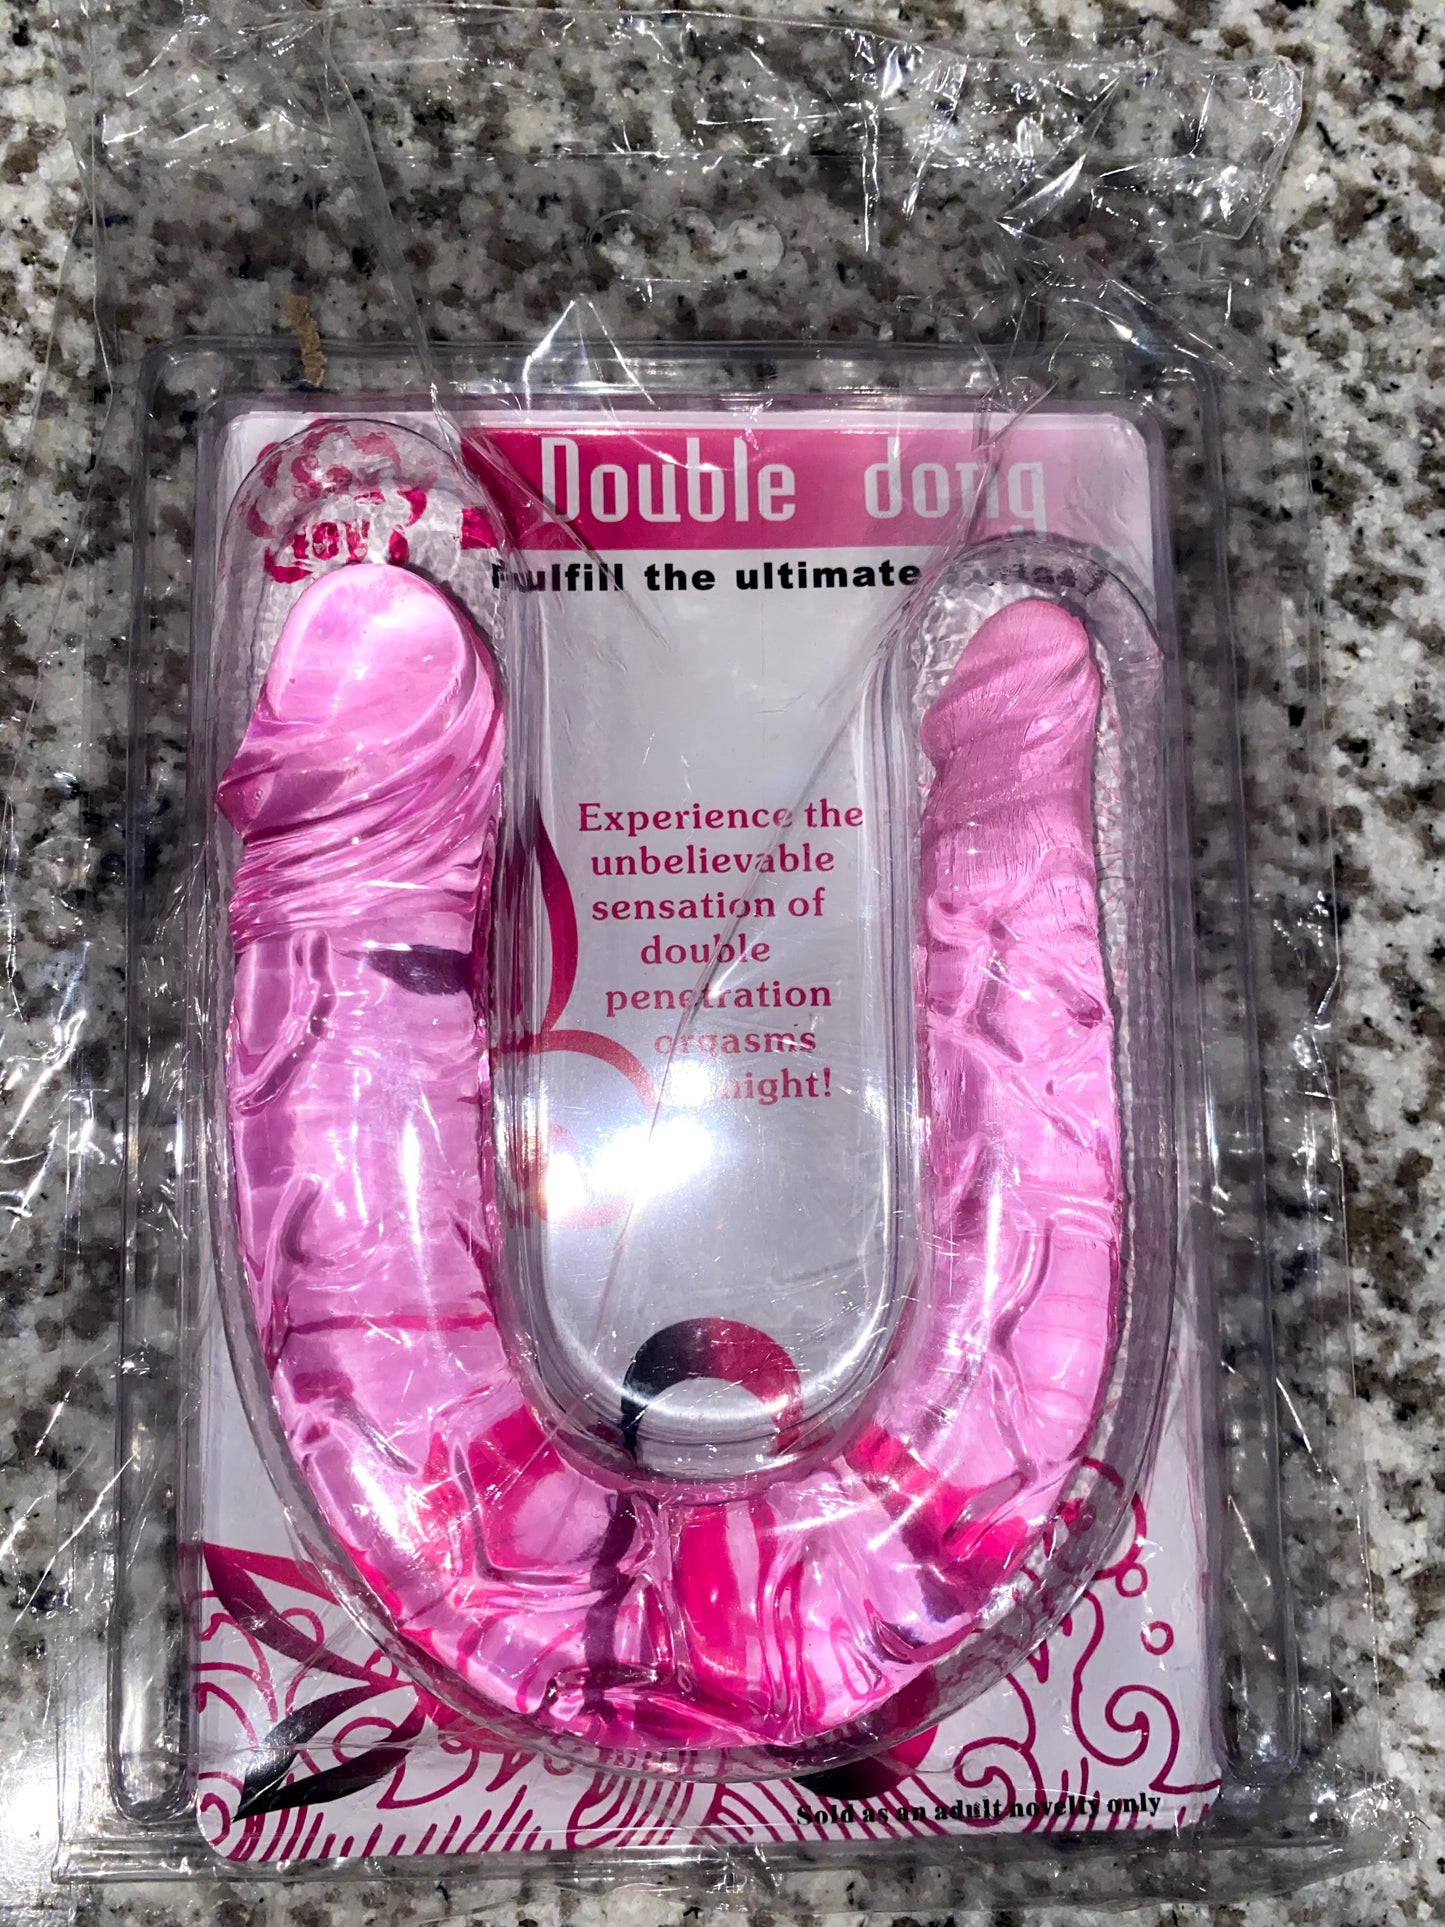 Double dong
Fulfill the ultimate
Experience the
unbelievable
sensation of
double
penetration
orgasms
night!
Sold as an adult novelty only